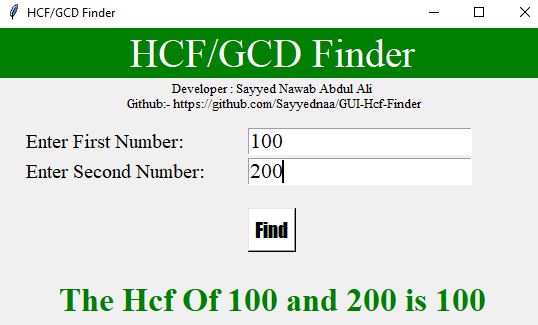 HCF/GCD Finder
HCF/GCD Finder
Developer : Sayyed Nawab Abdul Ali
Github:- https://github.com/Sayyednaa/GUI-Hcf-Finder
Enter First Number: 100
Enter Second Number: 200
Find
The Hcf Of 100 and 200 is 100